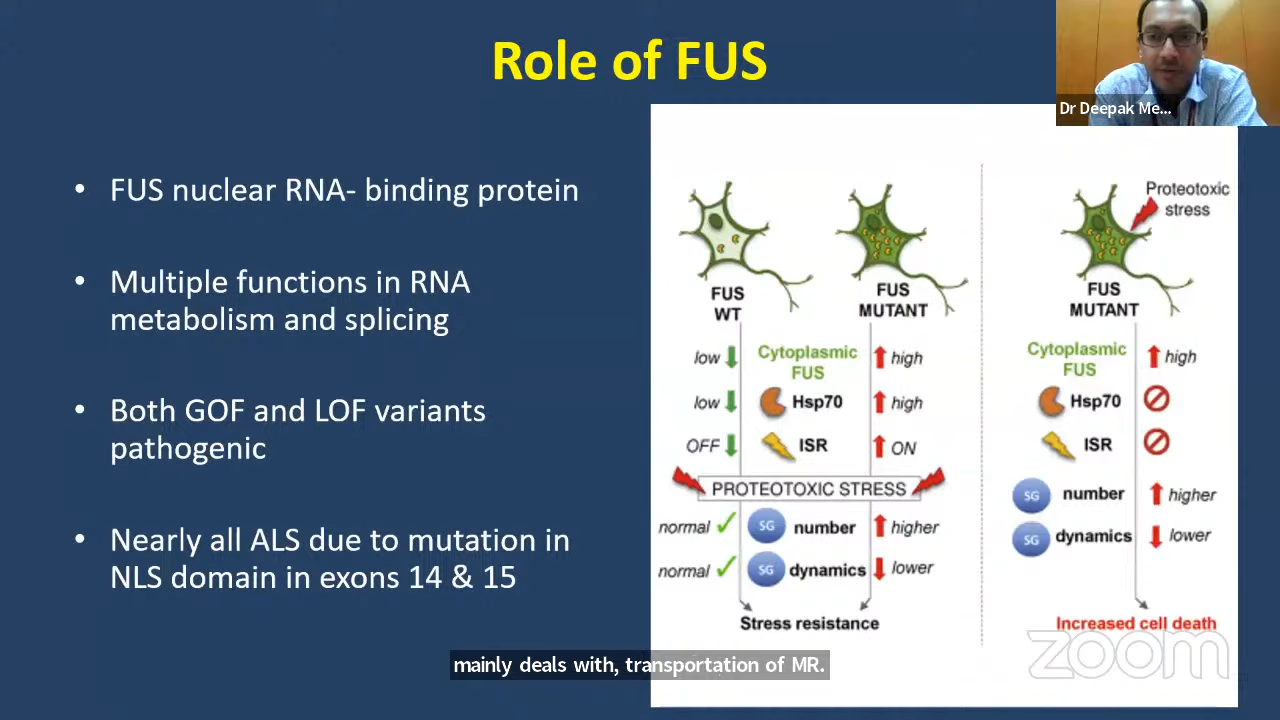 Role of FUS
Dr Deepak Me...
• FUS nuclear RNA- binding protein
• Multiple functions in RNA
metabolism and splicing
• Both GOF and LOF variants
pathogenic
• Nearly all ALS due to mutation in
NLS domain in exons 14 & 15
FUS
WT
FUS
MUTANT
low
Cytoplasmic
FUS
high
low
Hsp70
high
OFF
ISR
ON
PROTEOTOXIC STRESS
normal
SG
number
higher
normal
SG
dynamics
lower
Stress resistance
Proteotoxic
stress
FUS
MUTANT
Cytoplasmic
FUS
high
Hsp70
ISR
SG
number
higher
SG
dynamics
lower
Increased cell death
zoom
mainly deals with, transportation of MR.